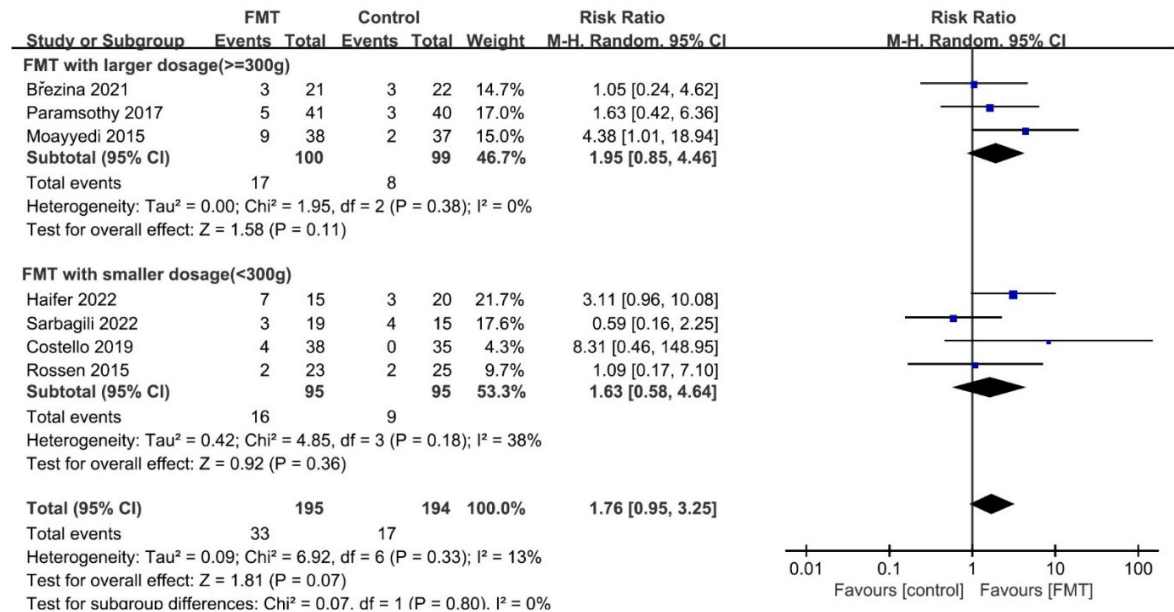 FMT Control Risk Ratio Risk Ratio
Study or Subgroup Events Total Events Total Weight M-H. Random. 95% CI M-H. Random. 95% CI
FMT with larger dosage(>=300g)
Březina 2021 3 21 3 22 14.7% 1.05 [0.24, 4.62]
Paramsothy 2017 5 41 3 40 17.0% 1.63 [0.42, 6.36]
Moayyedi 2015 9 38 2 37 15.0% 4.38 [1.01, 18.94]
Subtotal (95% CI) 100 99 46.7% 1.95 [0.85, 4.46]
Total events 17 8
Heterogeneity: Tau² = 0.00; Chi² = 1.95, df = 2 (P = 0.38); I² = 0%
Test for overall effect: Z = 1.58 (P = 0.11)
FMT with smaller dosage(<300g)
Haifer 2022 7 15 3 20 21.7% 3.11 [0.96, 10.08]
Sarbagili 2022 3 19 4 15 17.6% 0.59 [0.16, 2.25]
Costello 2019 4 38 0 35 4.3% 8.31 [0.46, 148.95]
Rossen 2015 2 23 2 25 9.7% 1.09 [0.17, 7.10]
Subtotal (95% CI) 95 95 53.3% 1.63 [0.58, 4.64]
Total events 16 9
Heterogeneity: Tau² = 0.42; Chi² = 4.85, df = 3 (P = 0.18); I² = 38%
Test for overall effect: Z = 0.92 (P = 0.36)
Total (95% CI) 195 194 100.0% 1.76 [0.95, 3.25]
Total events 33 17
Heterogeneity: Tau² = 0.09; Chi² = 6.92, df = 6 (P = 0.33); I² = 13%
Test for overall effect: Z = 1.81 (P = 0.07)
Test for subgroup differences: Chi² = 0.07, df = 1 (P = 0.80), I² = 0%
0.01 0.1 1 10 100
Favours [control] Favours [FMT]